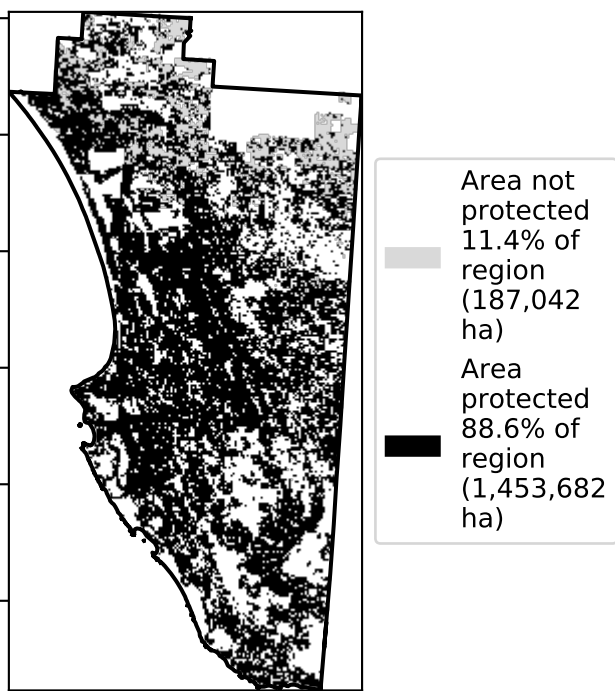 Area not
protected
11.4% of
region
(187,042
ha)
Area
protected
88.6% of
region
(1,453,682
ha)